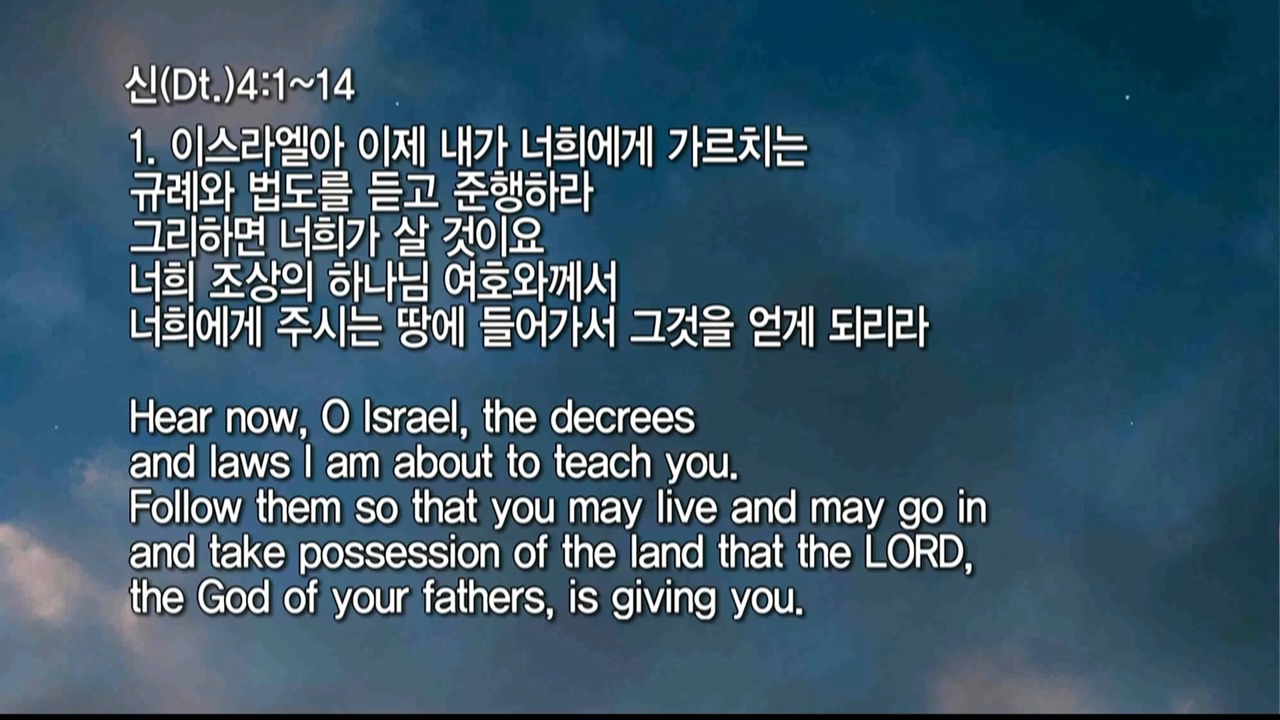 신(Dt.)4:1~14
1. 이스라엘아 이제 내가 너희에게 가르치는
규례와 법도를 듣고 준행하라
그리하면 너희가 살 것이요
너희 조상의 하나님 여호와께서
너희에게 주시는 땅에 들어가서 그것을 얻게 되리라
Hear now, O Israel, the decrees
and laws I am about to teach you.
Follow them so that you may live and may go in
and take possession of the land that the LORD,
the God of your fathers, is giving you.